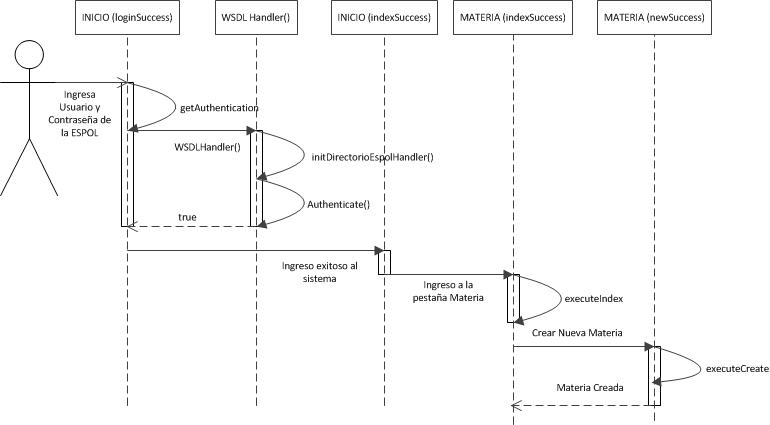 INICIO (loginSuccess)
WSDL Handler()
INICIO (indexSuccess)
MATERIA (indexSuccess)
MATERIA (newSuccess)
Ingresa
Usuario y
Contraseña de
la ESPOL
getAuthentication
WSDLHandler()
initDirectorioEspolHandler()
Authenticate()
true
Ingreso exitoso al
sistema
Ingreso a la
pestaña Materia
executeIndex
Crear Nueva Materia
executeCreate
Materia Creada